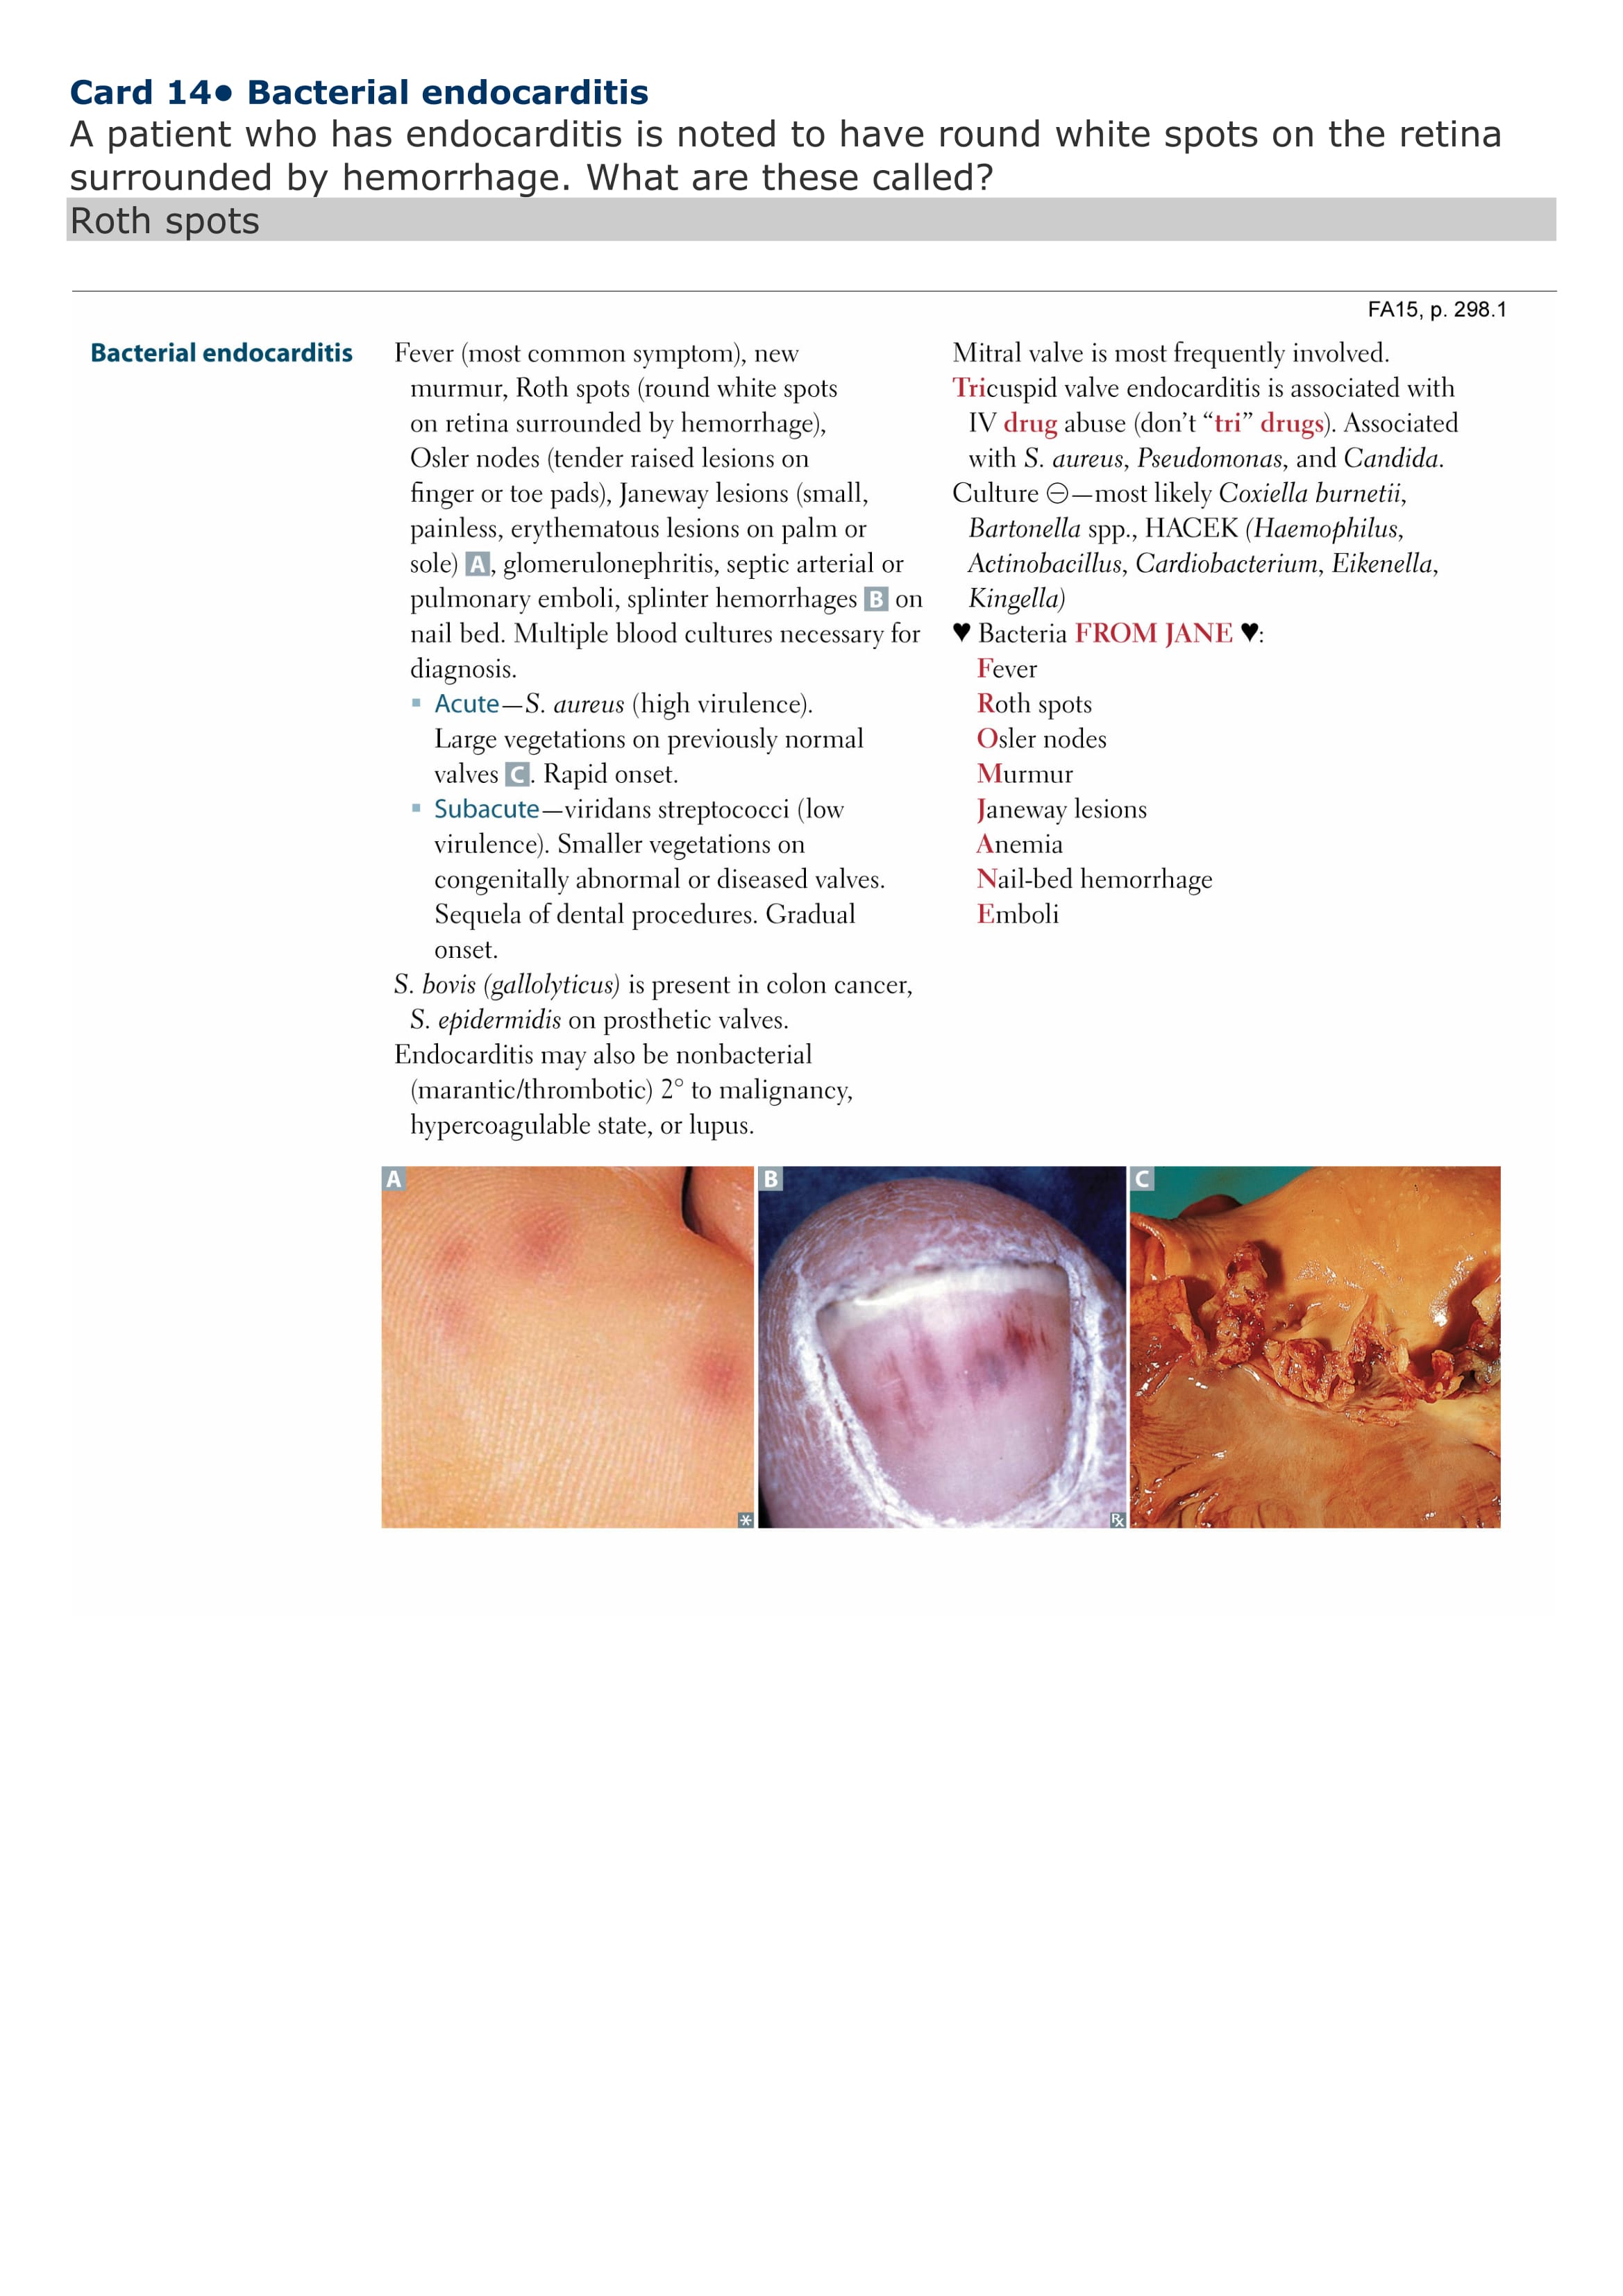 Card 14• Bacterial endocarditis
A patient who has endocarditis is noted to have round white spots on the retina
surrounded by hemorrhage. What are these called?
Roth spots
FA15, p. 298.1
Bacterial endocarditis
Fever (most common symptom), new
murmur, Roth spots (round white spots
on retina surrounded by hemorrhage),
Osler nodes (tender raised lesions on
finger or toe pads), Janeway lesions (small,
painless, erythematous lesions on palm or
sole) A, glomerulonephritis, septic arterial or
pulmonary emboli, splinter hemorrhages B on
nail bed. Multiple blood cultures necessary for
diagnosis.
▪ Acute—S. aureus (high virulence).
Large vegetations on previously normal
valves C. Rapid onset.
▪ Subacute—viridans streptococci (low
virulence). Smaller vegetations on
congenitally abnormal or diseased valves.
Sequela of dental procedures. Gradual
onset.
S. bovis (gallolyticus) is present in colon cancer,
S. epidermidis on prosthetic valves.
Endocarditis may also be nonbacterial
(marantic/thrombotic) 2° to malignancy,
hypercoagulable state, or lupus.
Mitral valve is most frequently involved.
Tricuspid valve endocarditis is associated with
IV drug abuse (don't “tri” drugs). Associated
with S. aureus, Pseudomonas, and Candida.
Culture ⊖—most likely Coxiella burnetii,
Bartonella spp., HACEK (Haemophilus,
Actinobacillus, Cardiobacterium, Eikenella,
Kingella)
♥ Bacteria FROM JANE ♥:
Fever
Roth spots
Osler nodes
Murmur
Janeway lesions
Anemia
Nail-bed hemorrhage
Emboli
A
B
C
*
℞